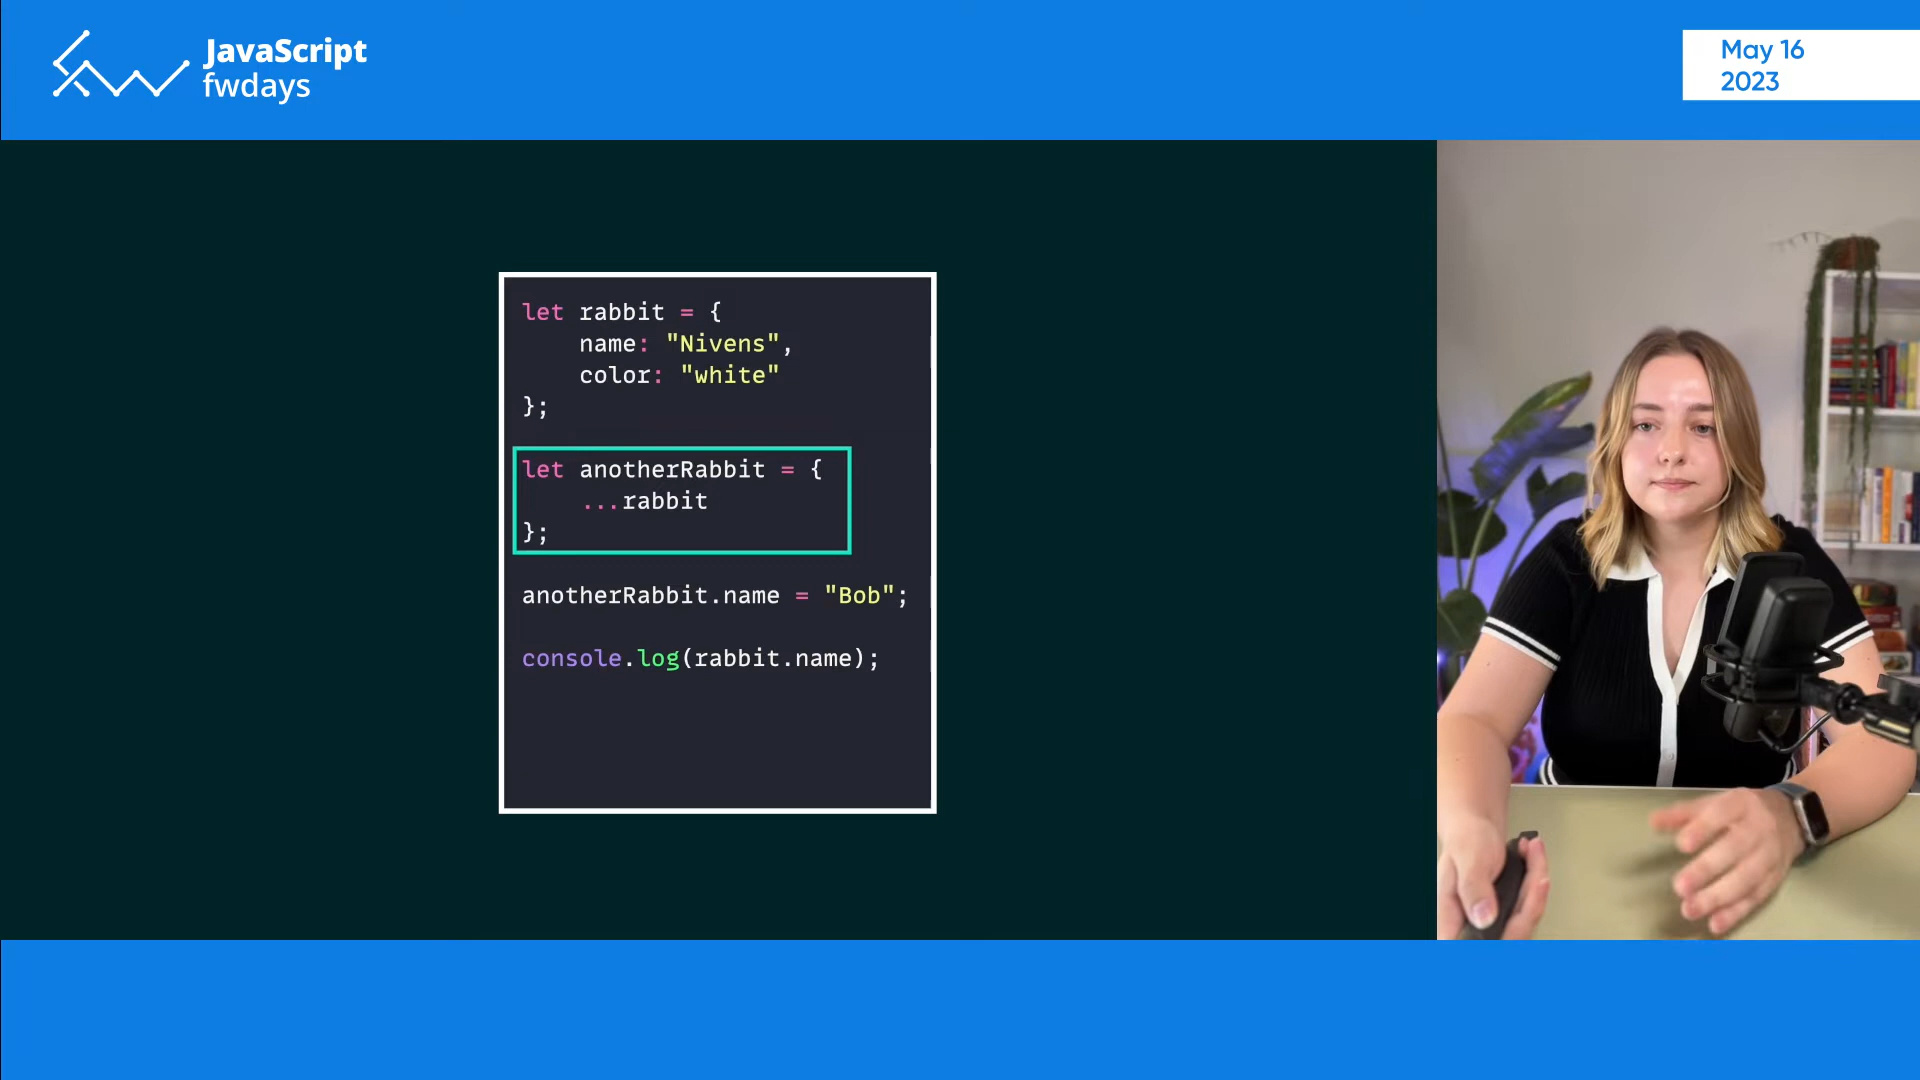 JavaScript
fwdays
May 16
2023
let rabbit = {
    name: "Nivens",
    color: "white"
};
let anotherRabbit = {
    ...rabbit
};
anotherRabbit.name = "Bob";
console.log(rabbit.name);